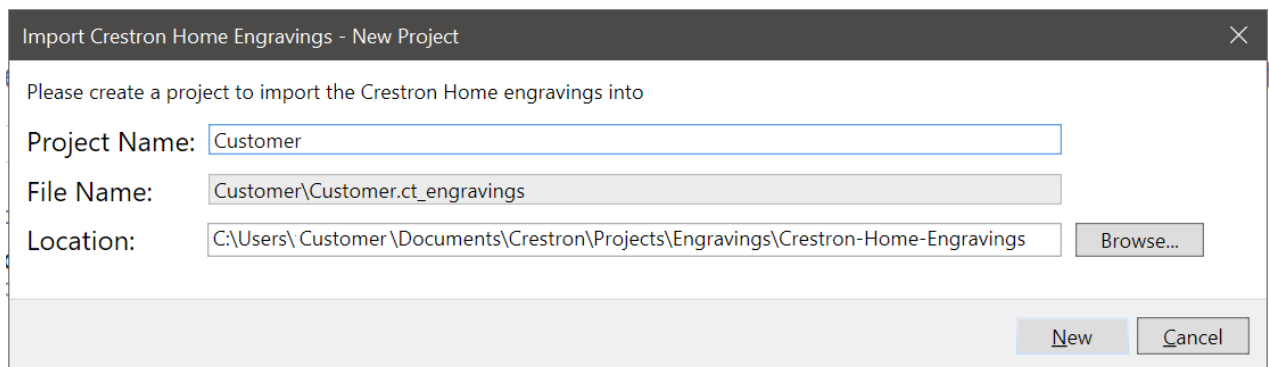 Import Crestron Home Engravings - New Project
Please create a project to import the Crestron Home engravings into
Project Name: Customer
File Name: Customer\Customer.ct_engravings
Location: C:\Users\ Customer \Documents\Crestron\Projects\Engravings\Crestron-Home-Engravings Browse...
New Cancel